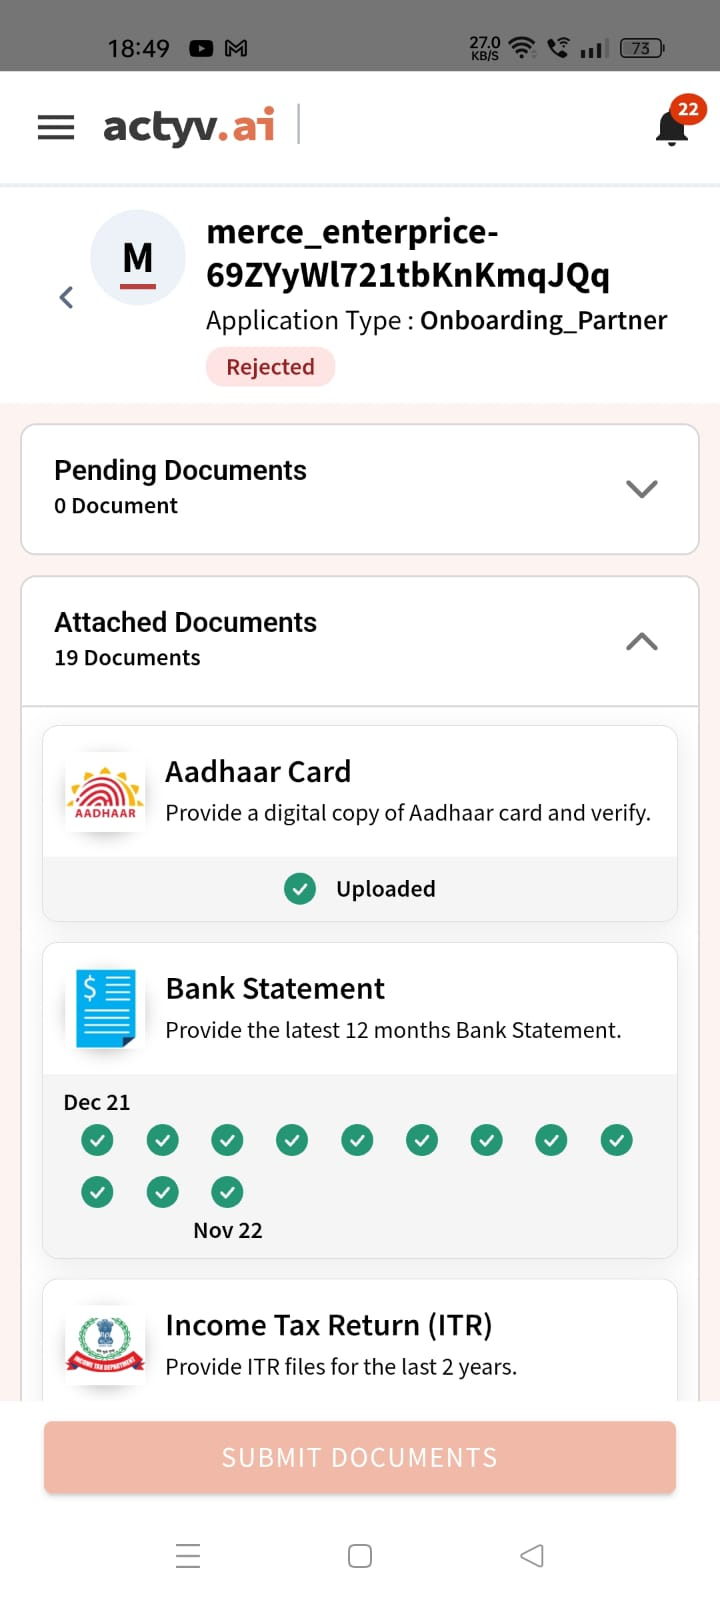 18:49
27.0
KB/S
73
actyv.ai
22
M
merce_enterprice-
69ZYyWl721tbKnKmqJQq
Application Type : Onboarding_Partner
Rejected
Pending Documents
0 Document
Attached Documents
19 Documents
AADHAAR
Aadhaar Card
Provide a digital copy of Aadhaar card and verify.
Uploaded
$
Bank Statement
Provide the latest 12 months Bank Statement.
Dec 21
Nov 22
INCOME TAX DEPARTMENT
Income Tax Return (ITR)
Provide ITR files for the last 2 years.
SUBMIT DOCUMENTS